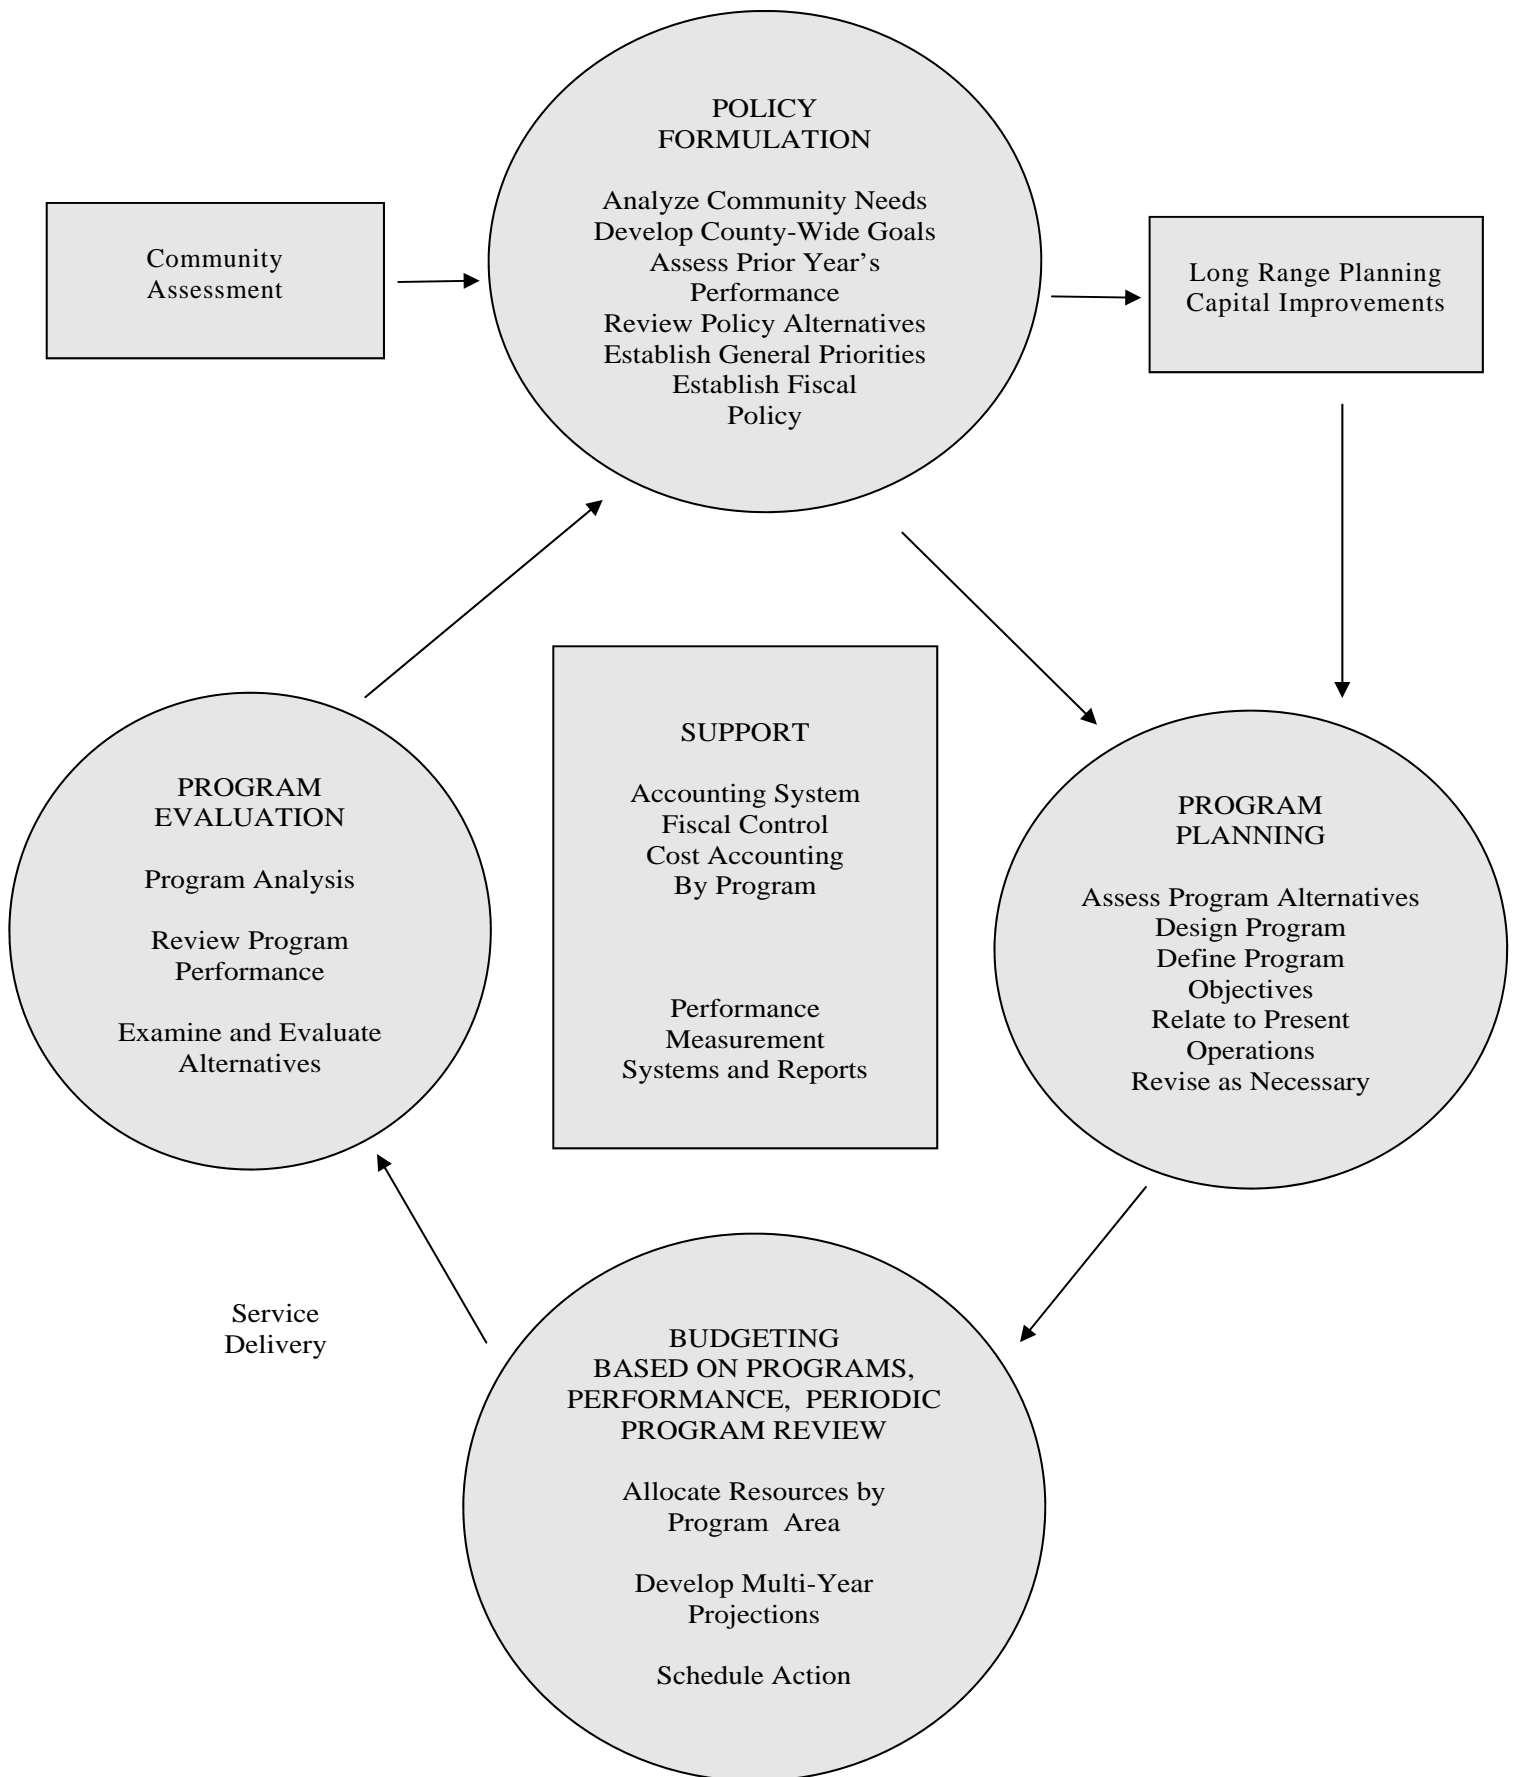 POLICY
FORMULATION
Analyze Community Needs
Develop County-Wide Goals
Assess Prior Year’s
Performance
Review Policy Alternatives
Establish General Priorities
Establish Fiscal
Policy
Community
Assessment
Long Range Planning
Capital Improvements
SUPPORT
Accounting System
Fiscal Control
Cost Accounting
By Program
Performance
Measurement
Systems and Reports
PROGRAM
EVALUATION
Program Analysis
Review Program
Performance
Examine and Evaluate
Alternatives
PROGRAM
PLANNING
Assess Program Alternatives
Design Program
Define Program
Objectives
Relate to Present
Operations
Revise as Necessary
Service
Delivery
BUDGETING
BASED ON PROGRAMS,
PERFORMANCE, PERIODIC
PROGRAM REVIEW
Allocate Resources by
Program Area
Develop Multi-Year
Projections
Schedule Action